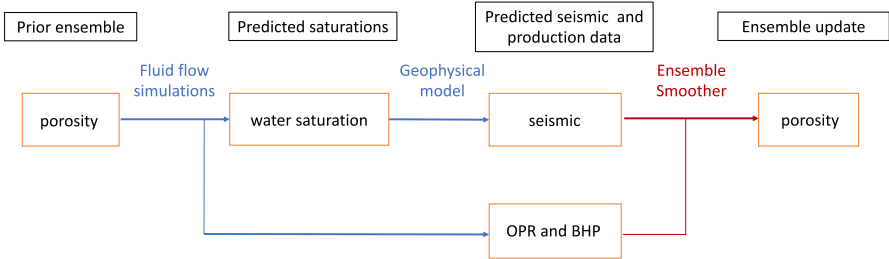 Prior ensemble
Predicted saturations
Predicted seismic and
production data
Ensemble update
Fluid flow
simulations
Geophysical
model
Ensemble
Smoother
porosity
water saturation
seismic
porosity
OPR and BHP